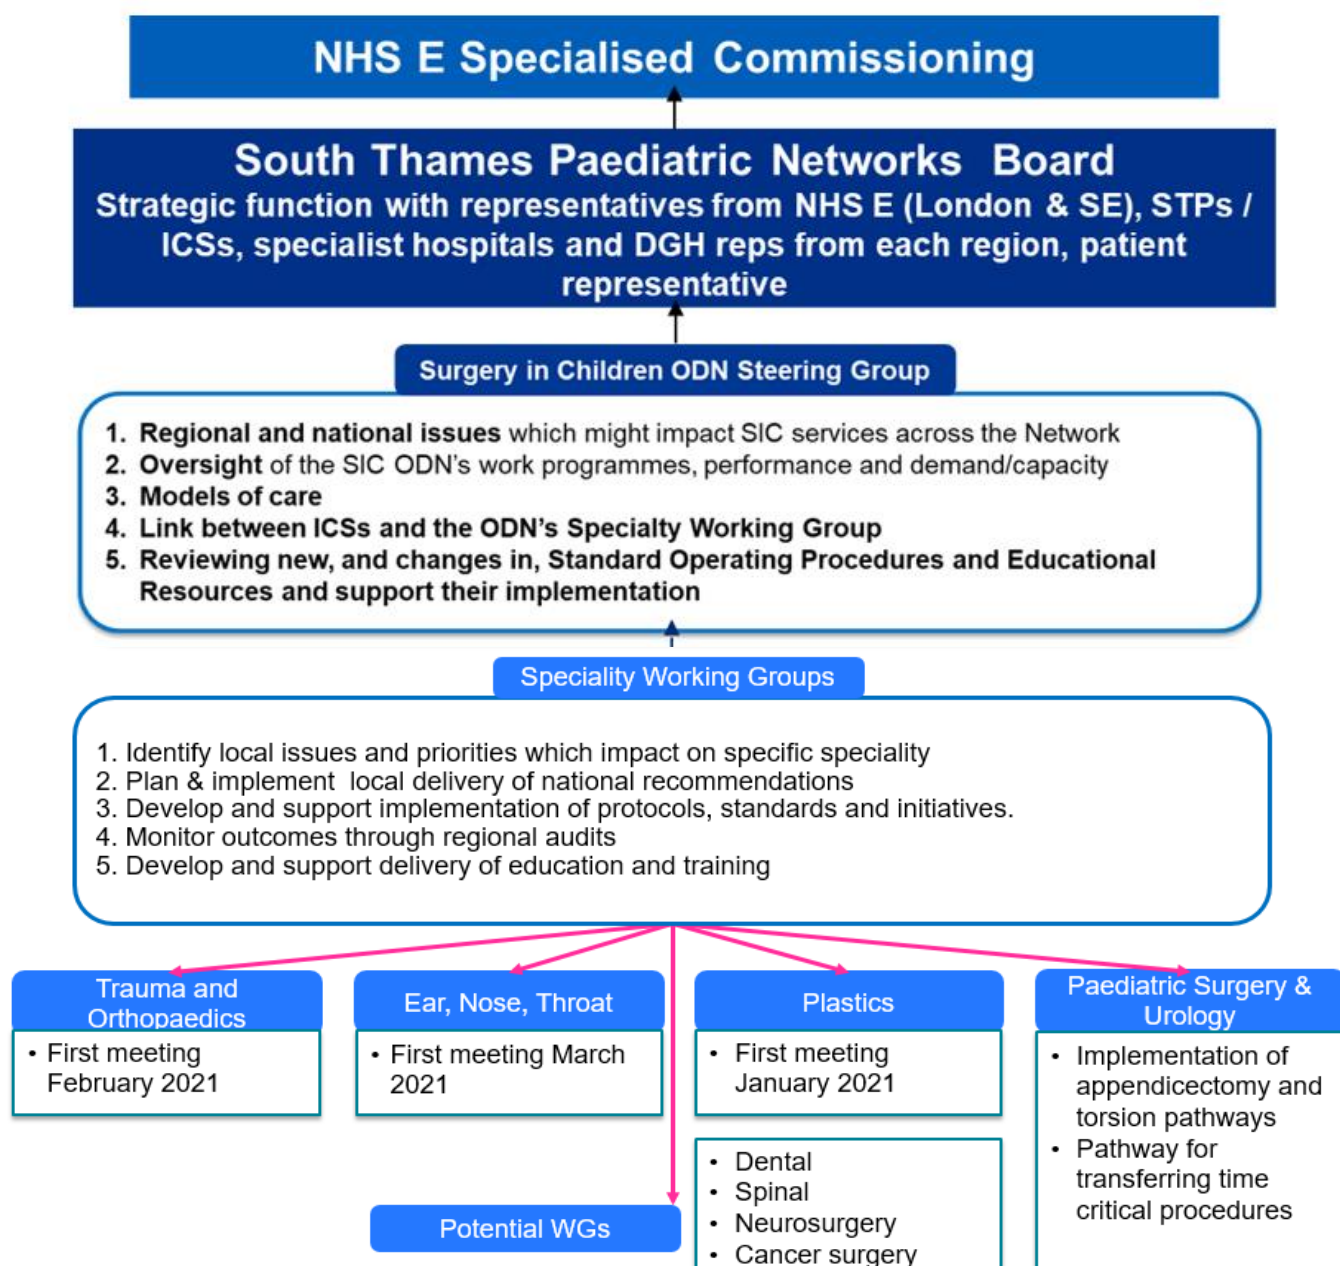 NHS E Specialised Commissioning
South Thames Paediatric Networks Board
Strategic function with representatives from NHS E (London & SE), STPs /
ICSs, specialist hospitals and DGH reps from each region, patient
representative
Surgery in Children ODN Steering Group
1. Regional and national issues which might impact SIC services across the Network
2. Oversight of the SIC ODN's work programmes, performance and demand/capacity
3. Models of care
4. Link between ICSs and the ODN's Specialty Working Group
5. Reviewing new, and changes in, Standard Operating Procedures and Educational
Resources and support their implementation
Speciality Working Groups
1. Identify local issues and priorities which impact on specific speciality
2. Plan & implement local delivery of national recommendations
3. Develop and support implementation of protocols, standards and initiatives.
4. Monitor outcomes through regional audits
5. Develop and support delivery of education and training
Trauma and
Orthopaedics
• First meeting
February 2021
Ear, Nose, Throat
• First meeting March
2021
Plastics
• First meeting
January 2021
Paediatric Surgery &
Urology
• Implementation of
appendicectomy and
torsion pathways
• Pathway for
transferring time
critical procedures
Potential WGs
• Dental
• Spinal
• Neurosurgery
• Cancer surgery